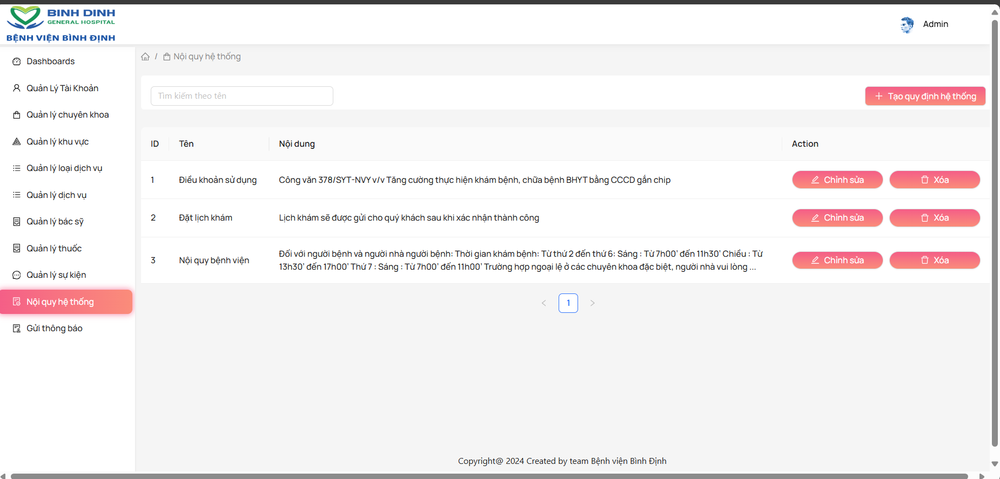 BINH DINH
GENERAL HOSPITAL
BỆNH VIỆN BÌNH ĐỊNH
Admin
Dashboards
Quản Lý Tài Khoản
Quản lý chuyên khoa
Quản lý khu vực
Quản lý loại dịch vụ
Quản lý dịch vụ
Quản lý bác sỹ
Quản lý thuốc
Quản lý sự kiện
Nội quy hệ thống
Gửi thông báo
/ Nội quy hệ thống
Tìm kiếm theo tên
Tạo quy định hệ thống
ID Tên Nội dung Action
1 Điều khoản sử dụng Công văn 378/SYT-NVY v/v Tăng cường thực hiện khám bệnh, chữa bệnh BHYT bằng CCCD gắn chip Chỉnh sửa Xóa
2 Đặt lịch khám Lịch khám sẽ được gửi cho quý khách sau khi xác nhận thành công Chỉnh sửa Xóa
3 Nội quy bệnh viện Đối với người bệnh và người nhà người bệnh: Thời gian khám bệnh: Từ thứ 2 đến thứ 6: Sáng : Từ 7h00’ đến 11h30’ Chiều : Từ
13h30’ đến 17h00’ Thứ 7 : Sáng : Từ 7h00’ đến 11h00’ Trường hợp ngoại lệ ở các chuyên khoa đặc biệt, người nhà vui lòng ... Chỉnh sửa Xóa
1
Copyright@ 2024 Created by team Bệnh viện Bình Định